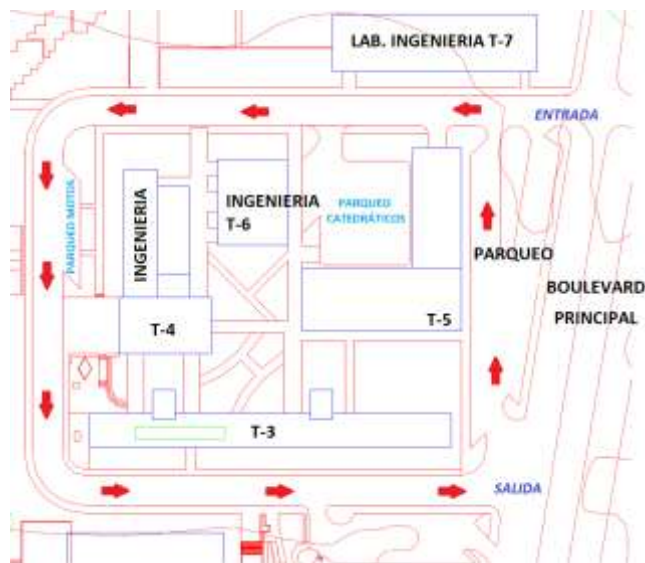 LAB. INGENIERIA T-7
ENTRADA
PARQUEO MOTOS
INGENIERIA
INGENIERIA
T-6
PARQUEO
CATEDRÁTICOS
PARQUEO
BOULEVARD
PRINCIPAL
T-4
T-5
T-3
SALIDA